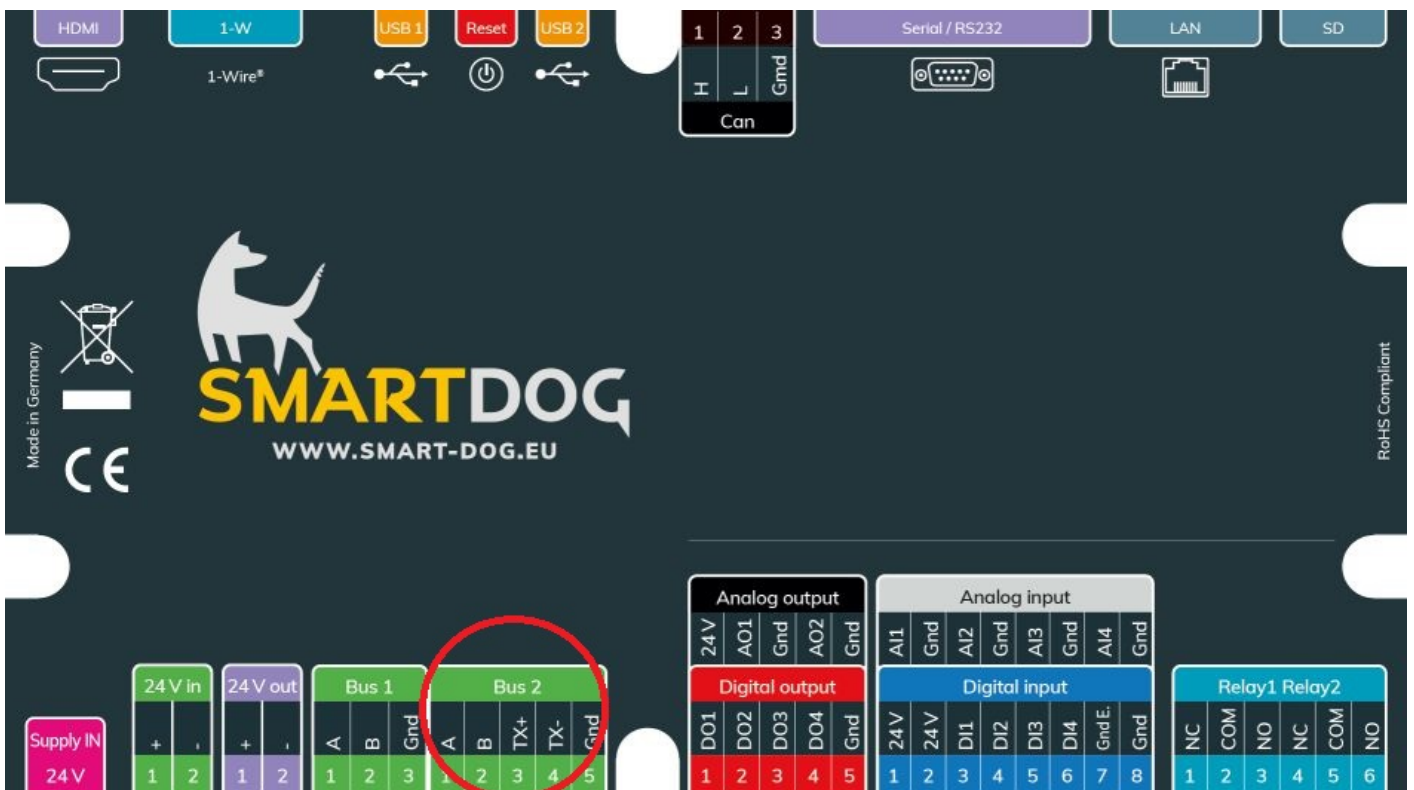 HDMI
1-W
USB 1
Reset
USB 2
1 2 3
Serial / RS232
LAN
SD
1-Wire®
H L Gmd
Can
Made in Germany
CE
SMARTDOG
WWW.SMART-DOG.EU
RoHS Compliant
Analog output
24 V AO1 Gnd AO2 Gnd
Analog input
AI1 Gnd AI2 Gnd AI3 Gnd AI4 Gnd
Supply IN
24 V
24 V in
+ -
1 2
24 V out
+ -
1 2
Bus 1
A B Gnd
1 2 3
Bus 2
A B TX+ TX- Gnd
1 2 3 4 5
Digital output
DO1 DO2 DO3 DO4 Gnd
1 2 3 4 5
Digital input
24 V 24 V DI1 DI2 DI3 DI4 Gnd E. Gnd
1 2 3 4 5 6 7 8
Relay1 Relay2
NC COM NO NC COM NO
1 2 3 4 5 6